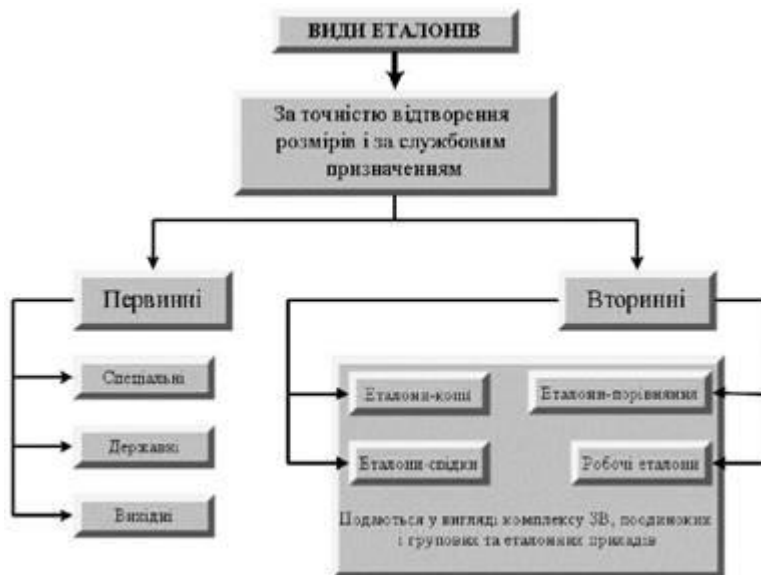 ВИДИ ЕТАЛОНІВ
За точністю відтворення
розмірів і за службовим
призначенням
Первинні
Вторинні
Спеціальні
Державні
Вихідні
Еталони-копії
Еталони-порівняння
Еталони-свідки
Робочі еталони
Подаються у вигляді комплексу ЗВ, поодиноких
і групових та еталонних приладів